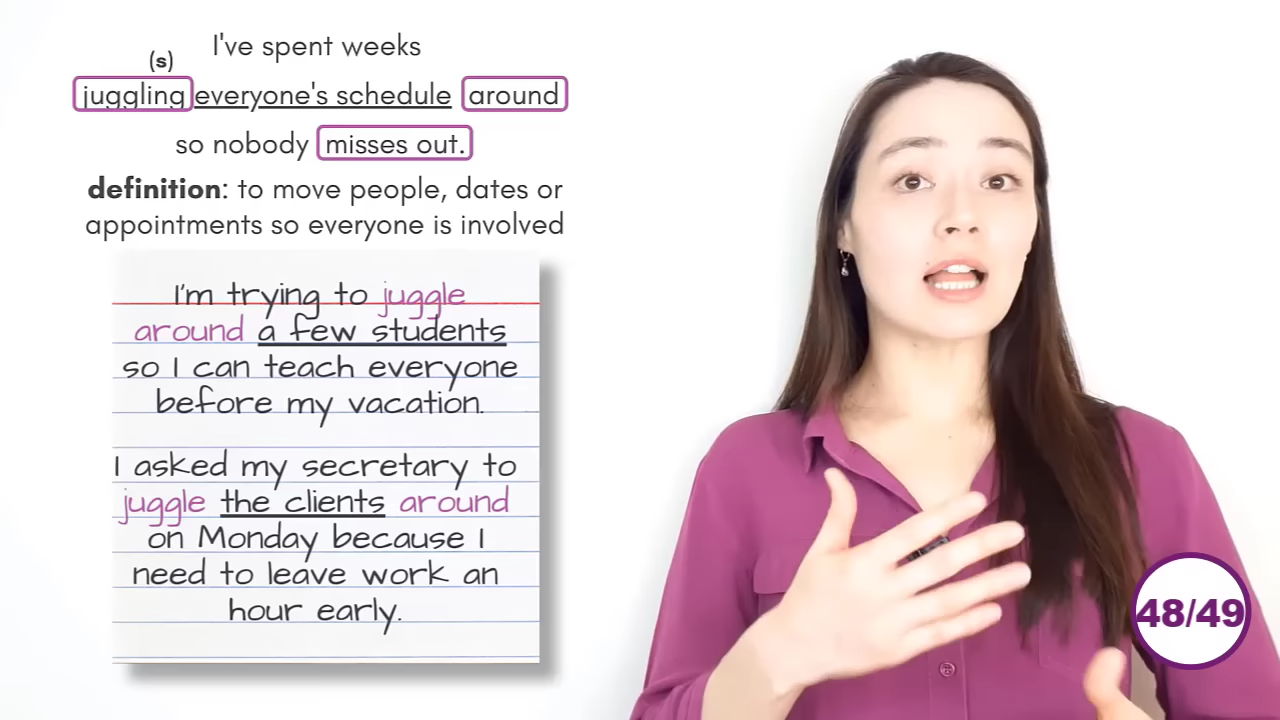 I've spent weeks
(s)
juggling everyone's schedule around
so nobody misses out.
definition: to move people, dates or
appointments so everyone is involved
I'm trying to juggle
around a few students
so I can teach everyone
before my vacation.
I asked my secretary to
juggle the clients around
on Monday because I
need to leave work an
hour early.
48/49